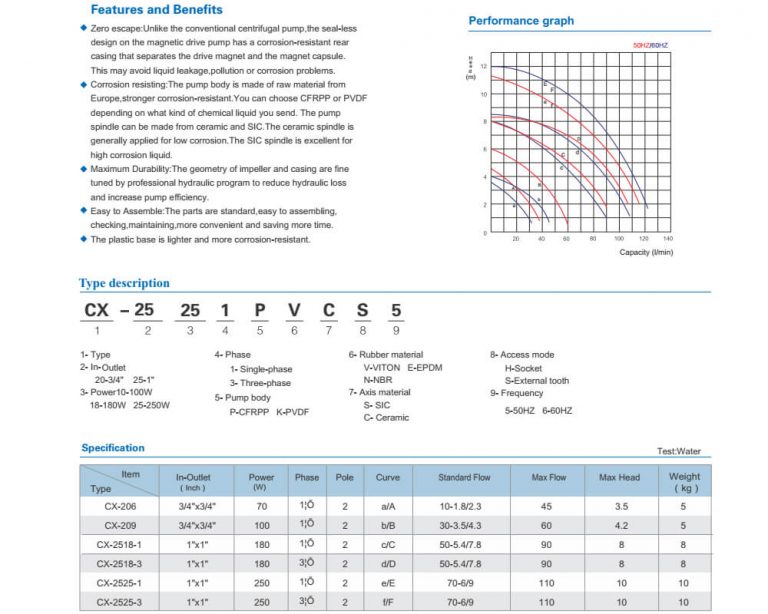 Features and Benefits
Zero escape:Unlike the conventional centrifugal pump,the seal-less
design on the magnetic drive pump has a corrosion-resistant rear
casing that separates the drive magnet and the magnet capsule.
This may avoid liquid leakage,pollution or corrosion problems.
Corrosion resisting:The pump body is made of raw material from
Europe,stronger corrosion-resistant.You can choose CFRPP or PVDF
depending on what kind of chemical liquid you send. The pump
spindle can be made from ceramic and SIC.The ceramic spindle is
generally applied for low corrosion.The SIC spindle is excellent for
high corrosion liquid.
Maximum Durability:The geometry of impeller and casing are fine
tuned by professional hydraulic program to reduce hydraulic loss
and increase pump efficiency.
Easy to Assemble:The parts are standard,easy to assembling,
checking,maintaining,more convenient and saving more time.
The plastic base is lighter and more corrosion-resistant.
Performance graph
50HZ/60HZ
(m)
12
10
8
6
4
2
0
20 40 60 80 100 120 140
Capacity (l/min)
Type description
CX - 25 25 1 P V C S 5
1 2 3 4 5 6 7 8 9
1- Type
2- In-Outlet
20-3/4" 25-1"
3- Power10-100W
18-180W 25-250W
4- Phase
1- Single-phase
3- Three-phase
5- Pump body
P-CFRPP K-PVDF
6- Rubber material
V-VITON E-EPDM
N-NBR
7- Axis material
S- SIC
C- Ceramic
8- Access mode
H-Socket
S-External tooth
9- Frequency
5-50HZ 6-60HZ
Specification
Test:Water
Item Type In-Outlet ( Inch ) Power (W) Phase Pole Curve Standard Flow Max Flow Max Head Weight ( kg )
CX-206 3/4"x3/4" 70 1¦Õ 2 a/A 10-1.8/2.3 45 3.5 5
CX-209 3/4"x3/4" 100 1¦Õ 2 b/B 30-3.5/4.3 60 4.2 5
CX-2518-1 1"x1" 180 1¦Õ 2 c/C 50-5.4/7.8 90 8 8
CX-2518-3 1"x1" 180 3¦Õ 2 d/D 50-5.4/7.8 90 8 8
CX-2525-1 1"x1" 250 1¦Õ 2 e/E 70-6/9 110 10 10
CX-2525-3 1"x1" 250 3¦Õ 2 f/F 70-6/9 110 10 10